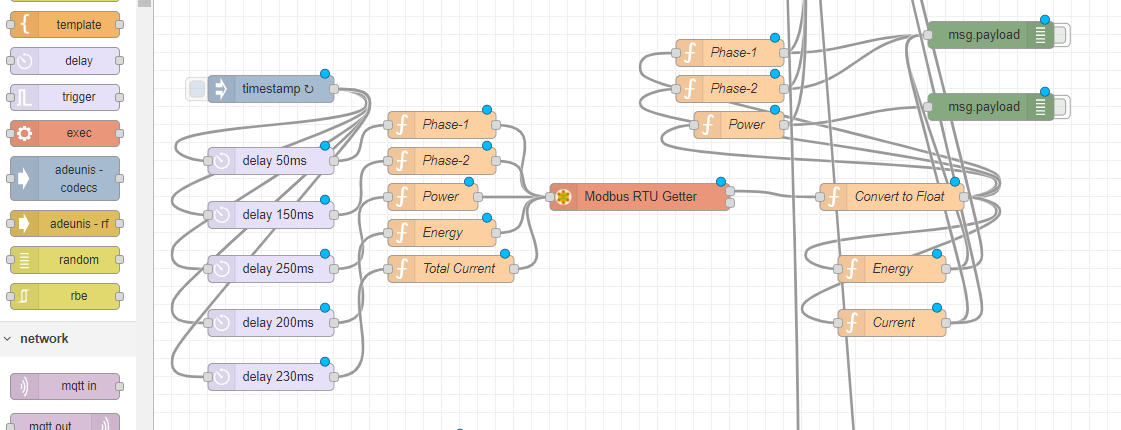 template
delay
trigger
exec
adeunis -
codecs
adeunis - rf
random
rbe
network
mqtt in
mqtt out
timestamp ↻
delay 50ms
delay 150ms
delay 250ms
delay 200ms
delay 230ms
Phase-1
Phase-2
Power
Energy
Total Current
Modbus RTU Getter
Phase-1
Phase-2
Power
msg.payload
msg.payload
Convert to Float
Energy
Current